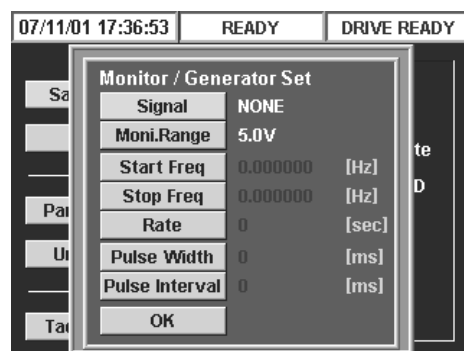 07/11/01 17:36:53 READY DRIVE READY
Monitor / Generator Set
Signal NONE
Moni.Range 5.0V
Start Freq 0.000000 [Hz]
Stop Freq 0.000000 [Hz]
Rate 0 [sec]
Pulse Width 0 [ms]
Pulse Interval 0 [ms]
OK